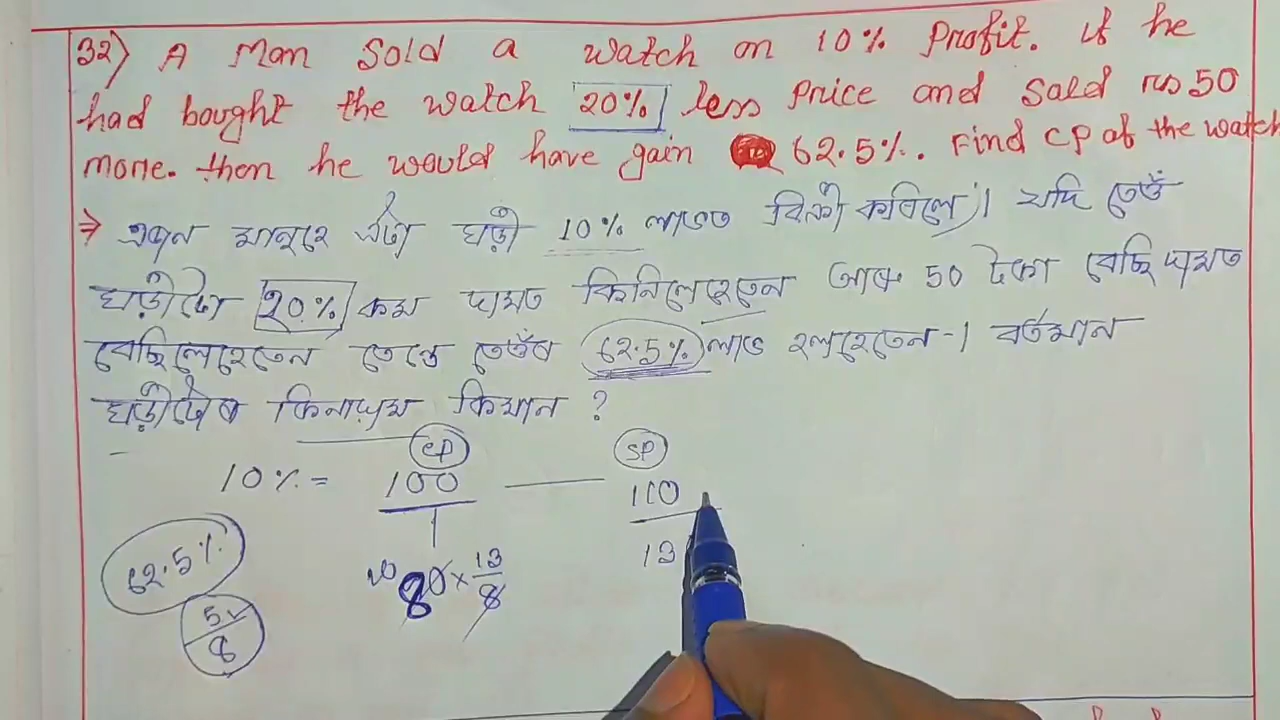 32) A Man Sold a watch on 10% Profit. if he
had bought the watch 20% less Price and Sold rs 50
more. then he would have gain 62.5%. Find CP of the watch
⇒ এজন মানুহে এটা ঘড়ী 10% লাভত বিক্ৰী কৰিলে। যদি তেওঁ
ঘড়ীটো 20% কম দামত কিনিলেহেতেন আৰু 50 টকা বেছি দামত
বেচিলেহেতেন তেন্তে তেওঁৰ 62.5% লাভ হলহেতেন। বৰ্তমান
ঘড়ীটোৰ কিনাদাম কিমান ?
CP SP
10% = 100 —— 110
1
62.5% 10 80 × 13/8 13
5/8